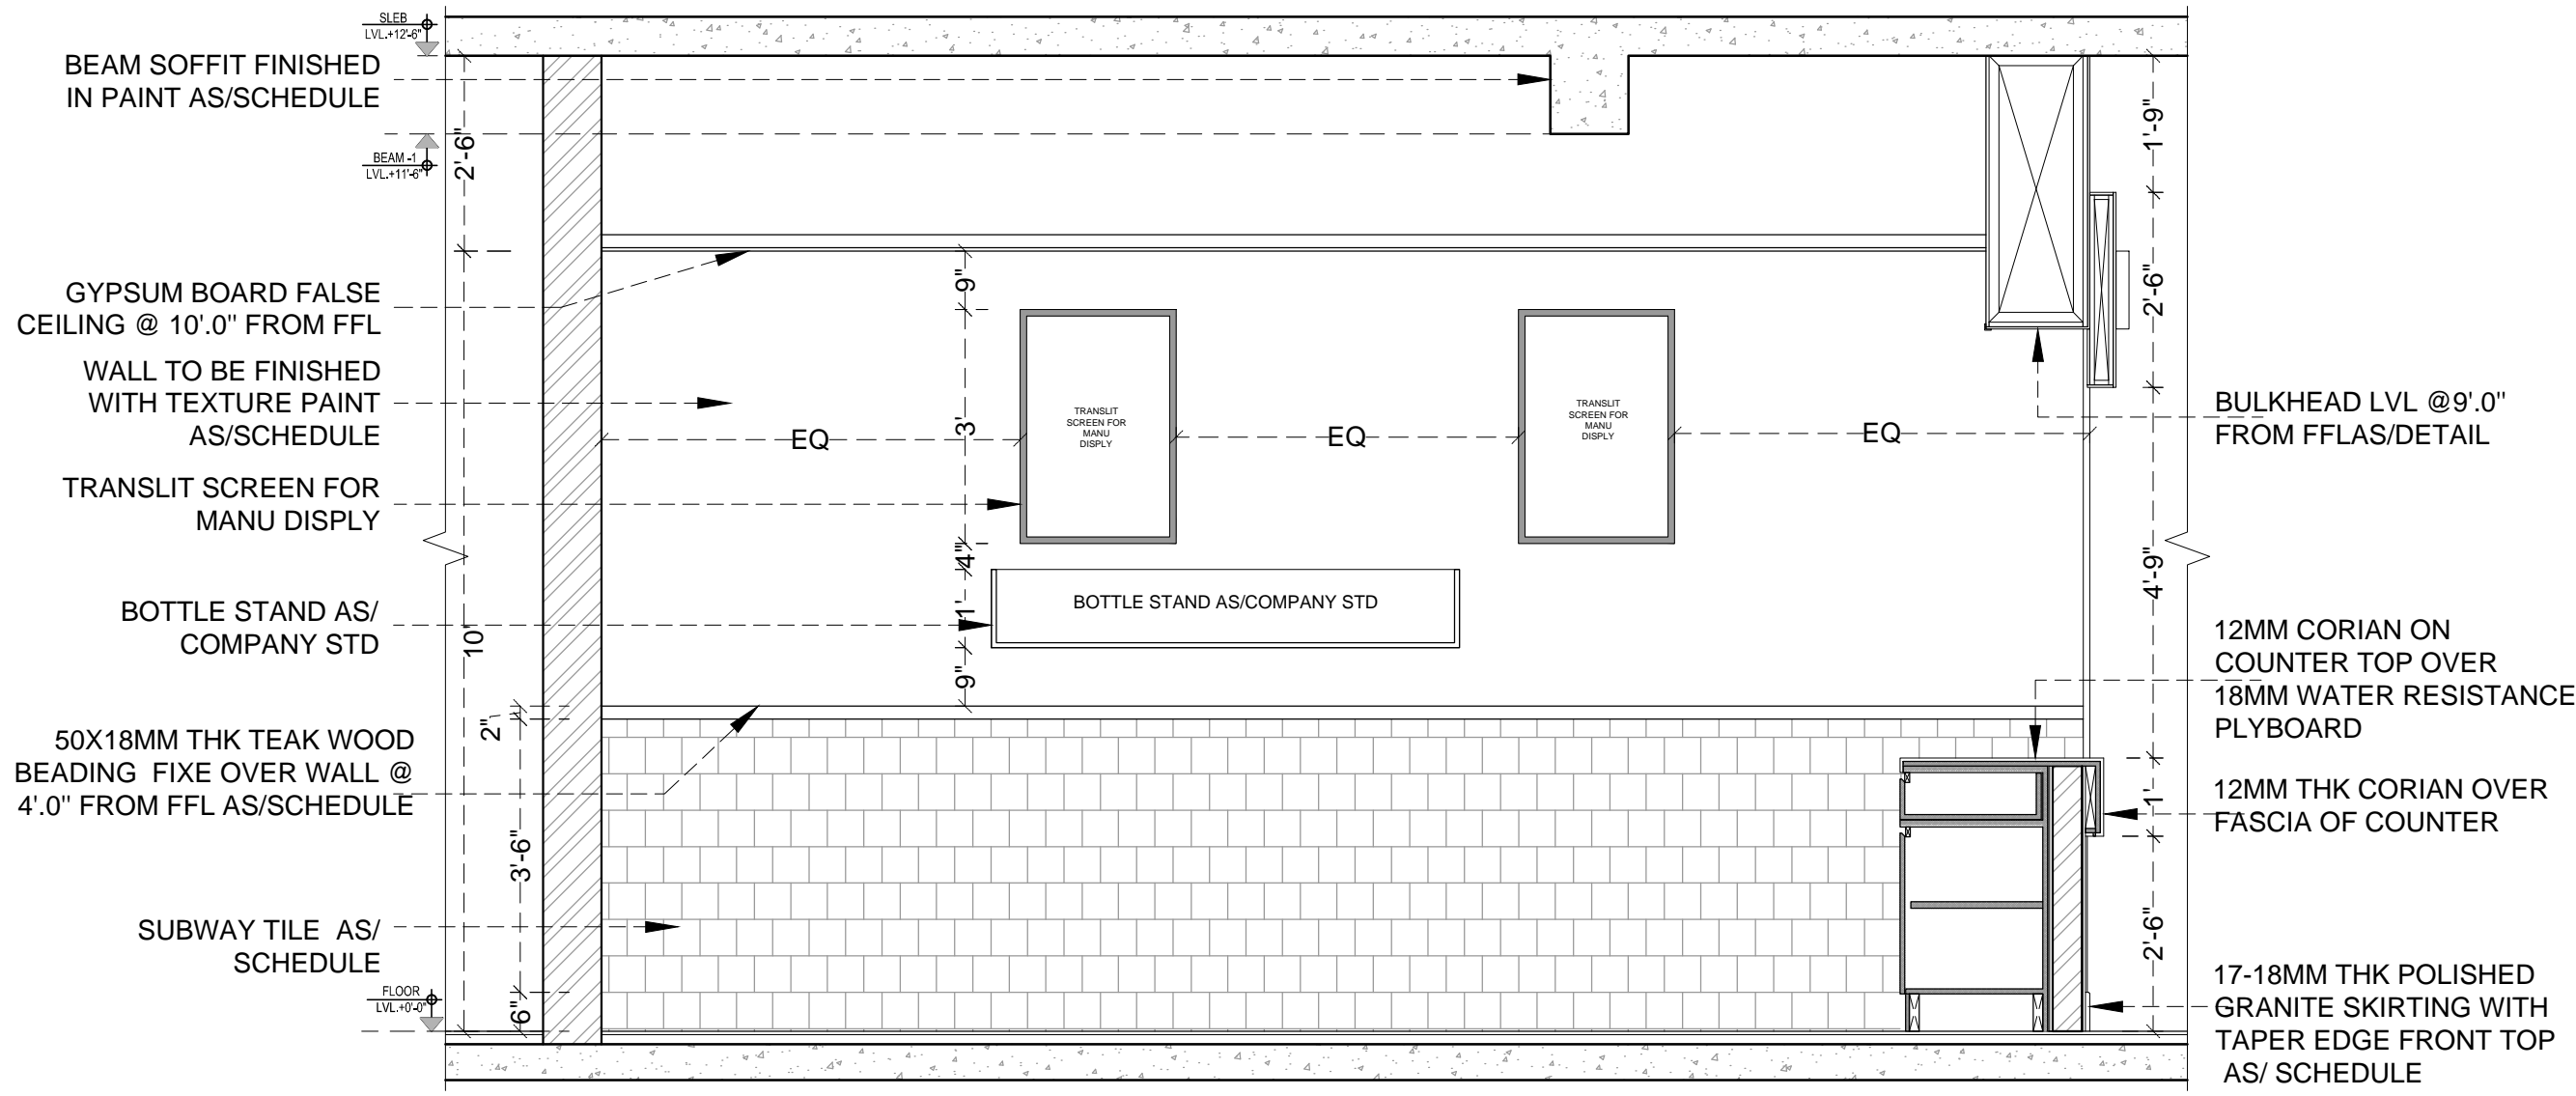 SLEB
LVL.+12'-6"
BEAM SOFFIT FINISHED
IN PAINT AS/SCHEDULE
BEAM -1
LVL.+11'-6"
2'-6"
GYPSUM BOARD FALSE
CEILING @ 10'.0" FROM FFL
WALL TO BE FINISHED
WITH TEXTURE PAINT
AS/SCHEDULE
TRANSLIT SCREEN FOR
MANU DISPLY
BOTTLE STAND AS/
COMPANY STD
10'
2"
50X18MM THK TEAK WOOD
BEADING  FIXE OVER WALL @
4'.0" FROM FFL AS/SCHEDULE
3'-6"
SUBWAY TILE  AS/
SCHEDULE
FLOOR
LVL.+0'-0"
6"
9"
3'
4"
1'
9"
EQ
TRANSLIT
SCREEN FOR
MANU
DISPLY
EQ
TRANSLIT
SCREEN FOR
MANU
DISPLY
EQ
BOTTLE STAND AS/COMPANY STD
1'-9"
2'-6"
4'-9"
1'
2'-6"
BULKHEAD LVL @9'.0"
FROM FFLAS/DETAIL
12MM CORIAN ON
COUNTER TOP OVER
18MM WATER RESISTANCE
PLYBOARD
12MM THK CORIAN OVER
FASCIA OF COUNTER
17-18MM THK POLISHED
GRANITE SKIRTING WITH
TAPER EDGE FRONT TOP
AS/ SCHEDULE